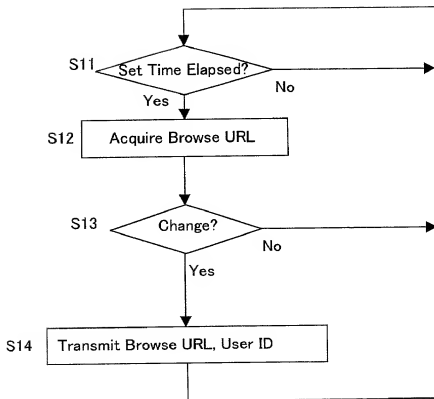 S11
Set Time Elapsed?
No
Yes
S12
Acquire Browse URL
S13
Change?
No
Yes
S14
Transmit Browse URL, User ID